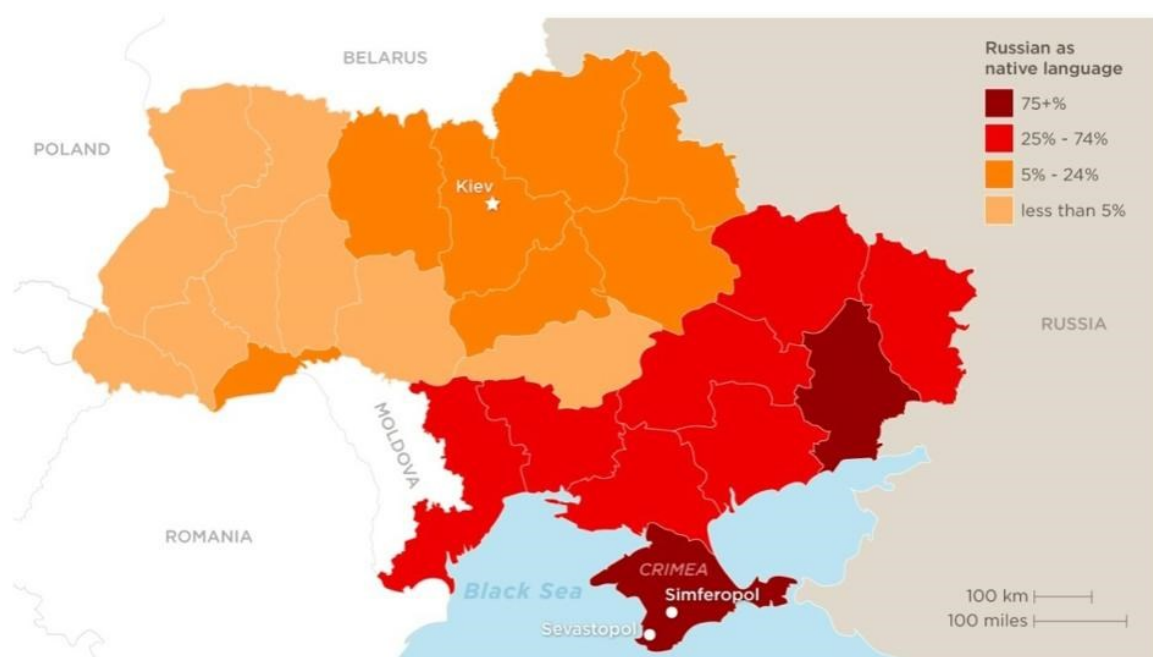 Russian as
native language
75+%
25% - 74%
5% - 24%
less than 5%
BELARUS
POLAND
Kiev
RUSSIA
MOLDOVA
ROMANIA
CRIMEA
Black Sea
Simferopol
Sevastopol
100 km
100 miles